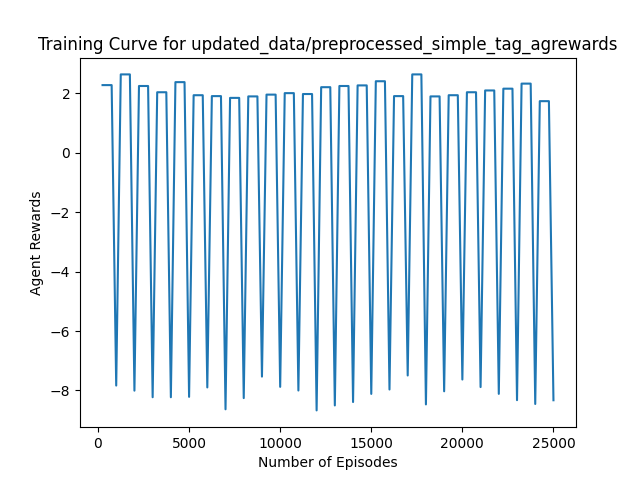 Training Curve for updated_data/preprocessed_simple_tag_agrewards
2
0
−2
−4
−6
−8
Agent Rewards
0 5000 10000 15000 20000 25000
Number of Episodes